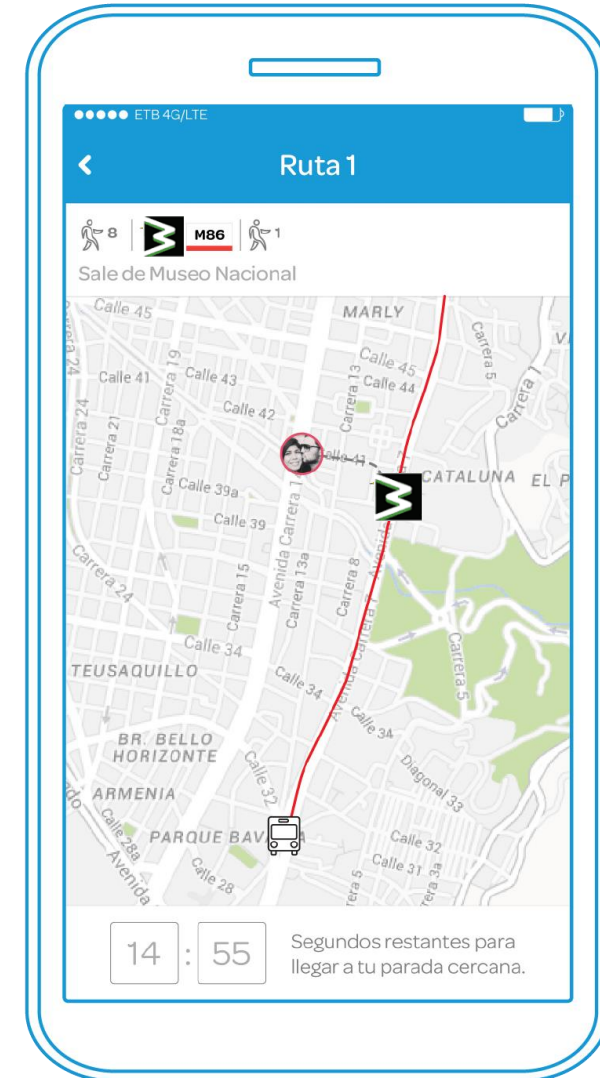 ETB 4G/LTE
Ruta 1
8
M86
1
Sale de Museo Nacional
Calle 45
MARLY
Carrera 24
Carrera 19
Carrera 5
Calle 45
Calle 41
Calle 43
Carrera 13
Calle 44
Carrera 1
Carrera 24
Carrera 21
Carrera 18a
Calle 42
Calle 41
CATALUNA
EL P
Calle 39a
Calle 39
Avenida Carrera 1
Carrera 13a
Carrera 8
Avenida Carrera 7
Avenida
Carrera 24
Carrera 15
Carrera 5
Calle 34
TEUSAQUILLO
Calle 34
Calle 34
BR. BELLO
HORIZONTE
Calle 32
Diagonal 33
ARMENIA
Calle 28a
PARQUE BAV
A
Calle 32
Avenida
Calle 28
Calle 31
14 : 55
Segundos restantes para
llegar a tu parada cercana.